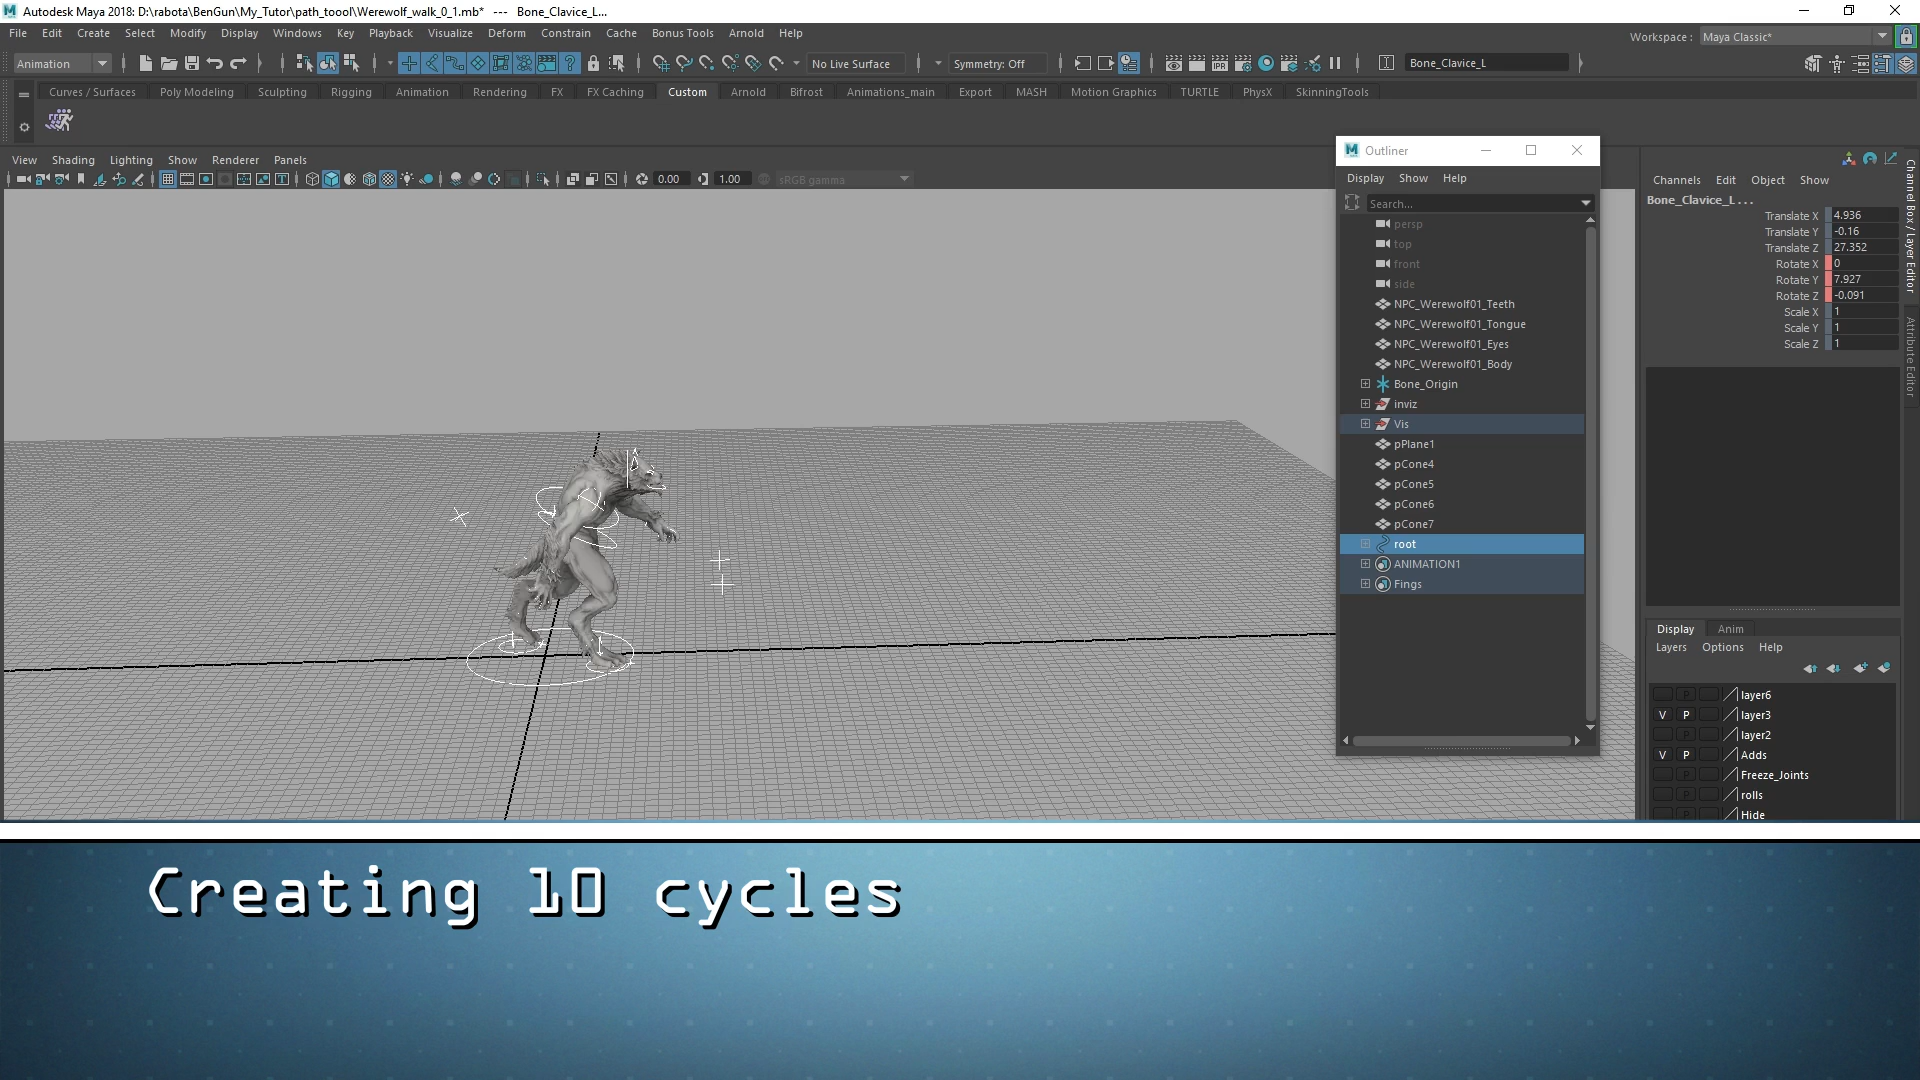 Autodesk Maya 2018: D:\rabota\BenGun\My_Tutor\path_toool\Werewolf_walk_0_1.mb* --- Bone_Clavice_L...
File Edit Create Select Modify Display Windows Key Playback Visualize Deform Constrain Cache Bonus Tools Arnold Help
Workspace : Maya Classic*
Animation No Live Surface Symmetry: Off IPR Bone_Clavice_L
Curves / Surfaces Poly Modeling Sculpting Rigging Animation Rendering FX FX Caching Custom Arnold Bifrost Animations_main Export MASH Motion Graphics TURTLE PhysX SkinningTools
View Shading Lighting Show Renderer Panels
0.00 1.00 sRGB gamma
Outliner
Display Show Help
Search...
persp
top
front
side
NPC_Werewolf01_Teeth
NPC_Werewolf01_Tongue
NPC_Werewolf01_Eyes
NPC_Werewolf01_Body
Bone_Origin
inviz
Vis
pPlane1
pCone4
pCone5
pCone6
pCone7
root
ANIMATION1
Fings
Channels Edit Object Show
Bone_Clavice_L . . .
Translate X 4.936
Translate Y -0.16
Translate Z 27.352
Rotate X 0
Rotate Y 7.927
Rotate Z -0.091
Scale X 1
Scale Y 1
Scale Z 1
Channel Box / Layer Editor
Attribute Editor
Display Anim
Layers Options Help
P layer6
V P layer3
P layer2
V P Adds
P Freeze_Joints
P rolls
P Hide
Creating 10 cycles